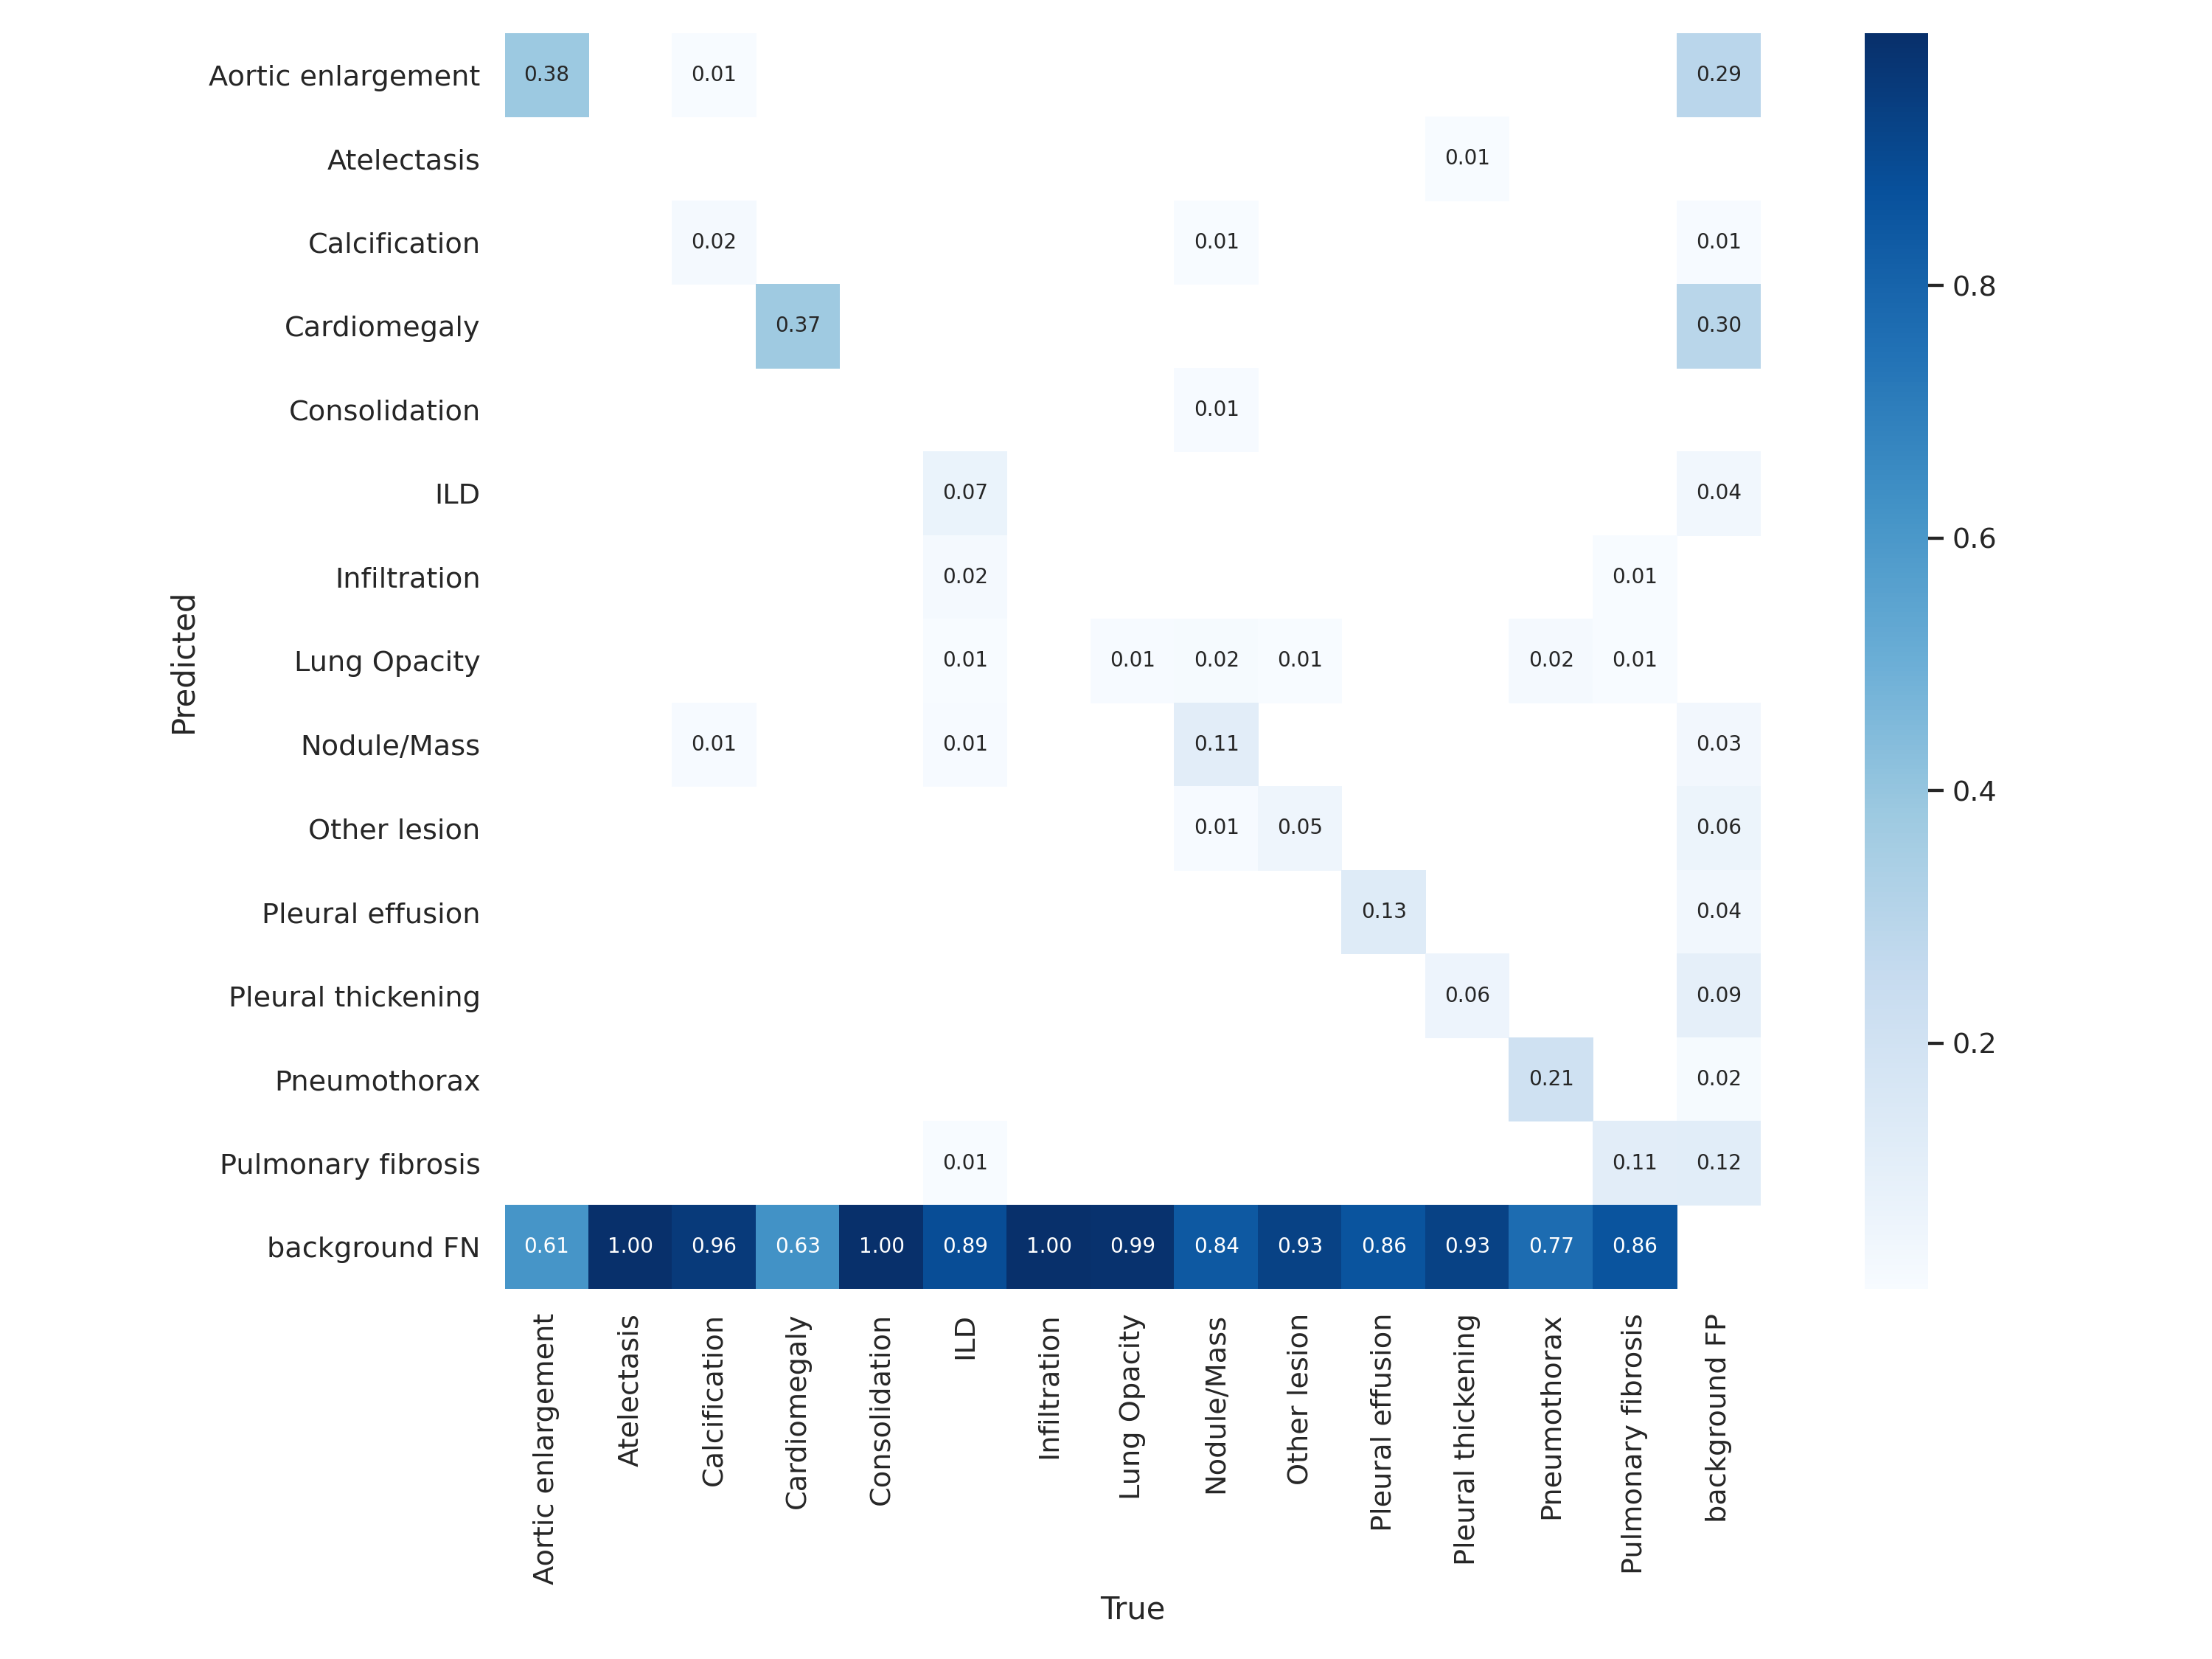 Aortic enlargement 0.38 0.01 0.29
Atelectasis 0.01
Calcification 0.02 0.01 0.01
0.8
Cardiomegaly 0.37 0.30
Consolidation 0.01
ILD 0.07 0.04
0.6
Infiltration 0.02 0.01
Predicted
Lung Opacity 0.01 0.01 0.02 0.01 0.02 0.01
Nodule/Mass 0.01 0.01 0.11 0.03
0.4
Other lesion 0.01 0.05 0.06
Pleural effusion 0.13 0.04
Pleural thickening 0.06 0.09
0.2
Pneumothorax 0.21 0.02
Pulmonary fibrosis 0.01 0.11 0.12
background FN 0.61 1.00 0.96 0.63 1.00 0.89 1.00 0.99 0.84 0.93 0.86 0.93 0.77 0.86
Aortic enlargement
Atelectasis
Calcification
Cardiomegaly
Consolidation
ILD
Infiltration
Lung Opacity
Nodule/Mass
Other lesion
Pleural effusion
Pleural thickening
Pneumothorax
Pulmonary fibrosis
background FP
True